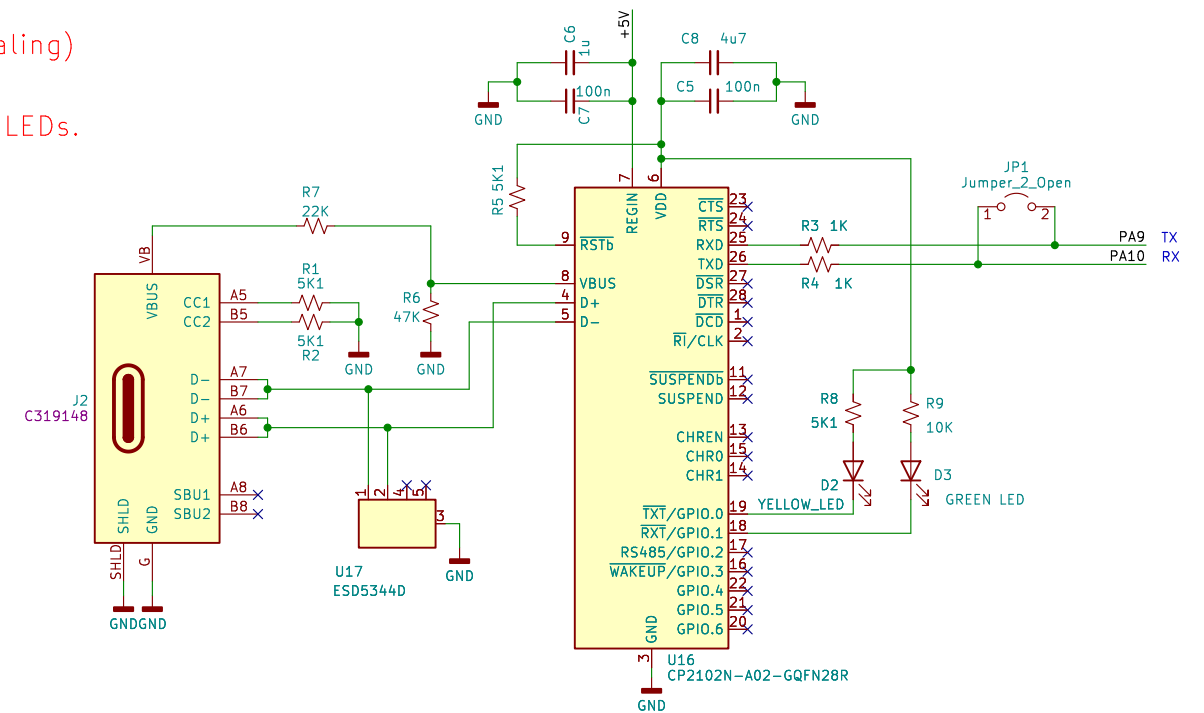 aling)
LEDs.
+5V
C6
1u
100n
C7
GND
C8 4u7
C5 100n
GND
R5 5K1
JP1
Jumper_2_Open
1 2
R7
22K
VB
VBUS
R1
5K1
5K1
R2
GND
R6
47K
GND
CC1 A5
CC2 B5
D- A7
D- B7
D+ A6
D+ B6
SBU1 A8
SBU2 B8
J2
C319148
SHLD
GND
SHLD
G
GND
GND
1
2
4
5
3
GND
U17
ESD5344D
7
6
REGIN
VDD
9 RSTb
8 VBUS
4 D+
5 D-
CTS 23
RTS 24
RXD 25
TXD 26
DSR 27
DTR 28
DCD 1
RI/CLK 2
SUSPENDb 11
SUSPEND 12
CHREN 13
CHR0 15
CHR1 14
TXT/GPIO.0 19
RXT/GPIO.1 18
RS485/GPIO.2 17
WAKEUP/GPIO.3 16
GPIO.4 22
GPIO.5 21
GPIO.6 20
GND
3
GND
U16
CP2102N-A02-GQFN28R
R3 1K
R4 1K
PA9 TX
PA10 RX
R8
5K1
R9
10K
D2
YELLOW_LED
D3
GREEN LED